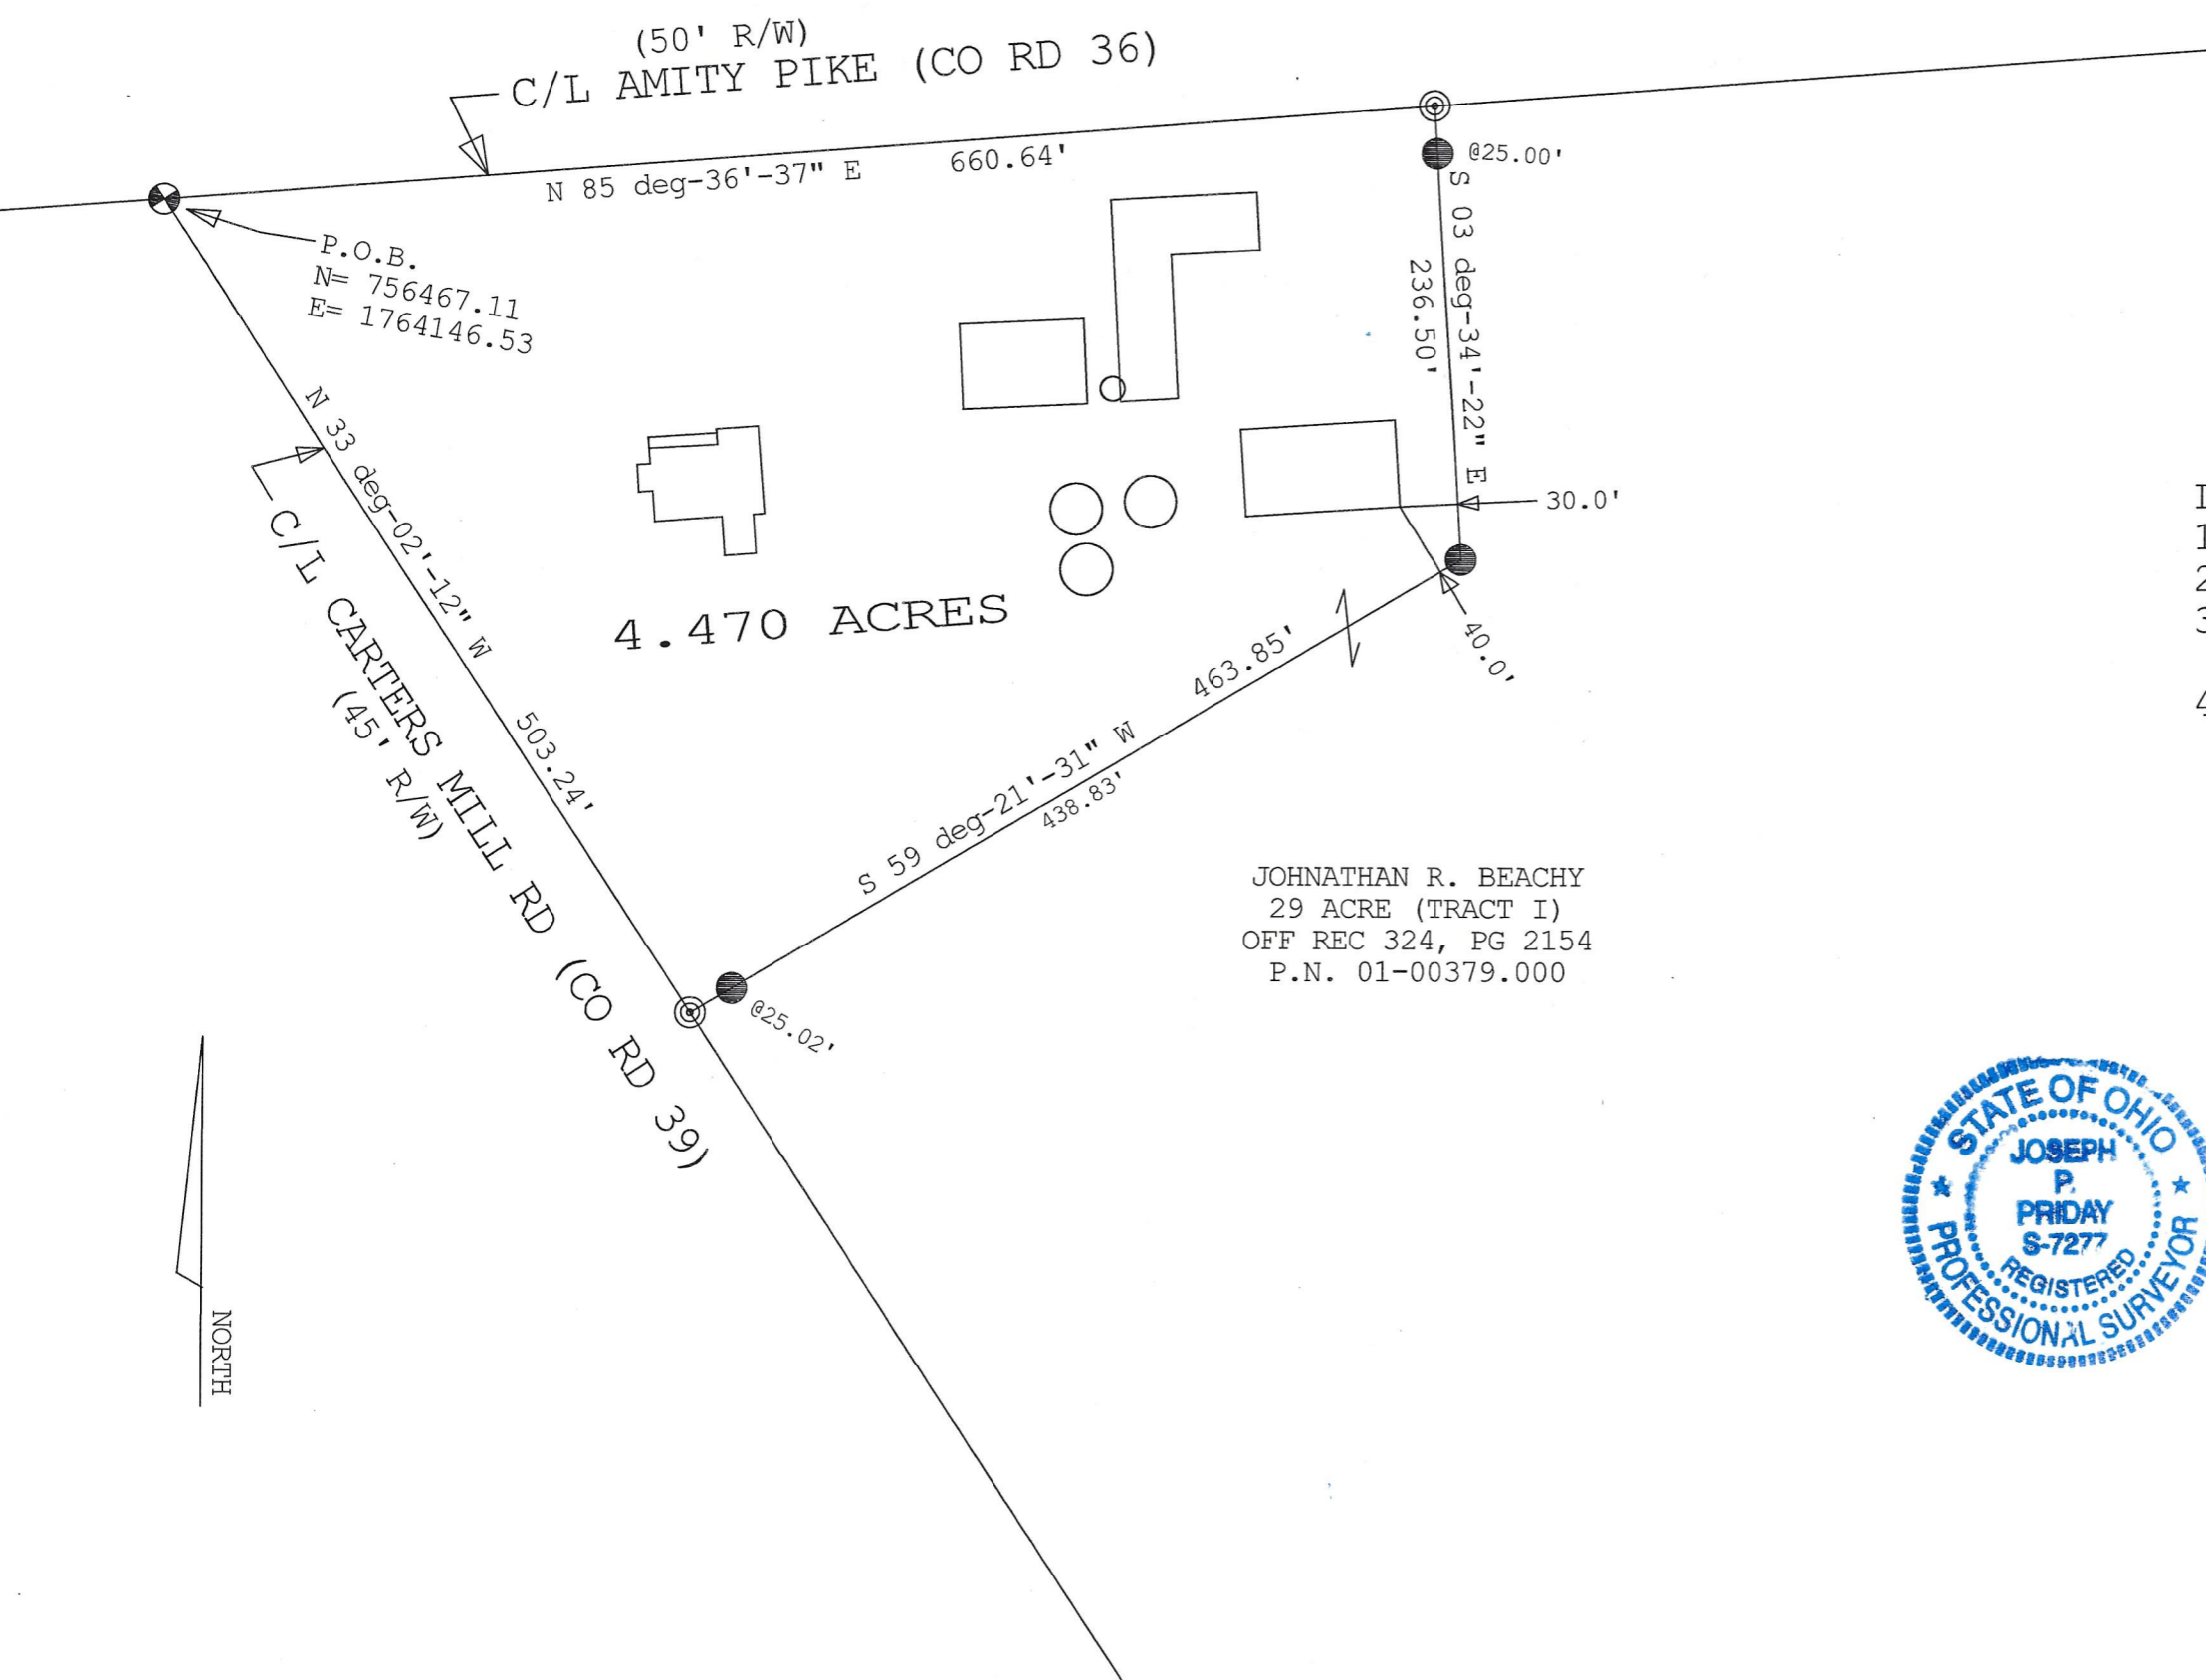 (50' R/W)
C/L AMITY PIKE (CO RD 36)
N 85 deg-36'-37" E 660.64'
@25.00'
S 03 deg-34'-22" E
236.50'
P.O.B.
N= 756467.11
E= 1764146.53
N 33 deg-02'-12" W 503.24'
C/L CARTERS MILL RD (CO RD 39)
(45' R/W)
30.0'
40.0'
4.470 ACRES
463.85'
S 59 deg-21'-31" W
438.83'
@25.02'
JOHNATHAN R. BEACHY
29 ACRE (TRACT I)
OFF REC 324, PG 2154
P.N. 01-00379.000
NORTH
STATE OF OHIO
JOSEPH
P.
PRIDAY
S-7277
REGISTERED
PROFESSIONAL SURVEYOR
1
2
3
4